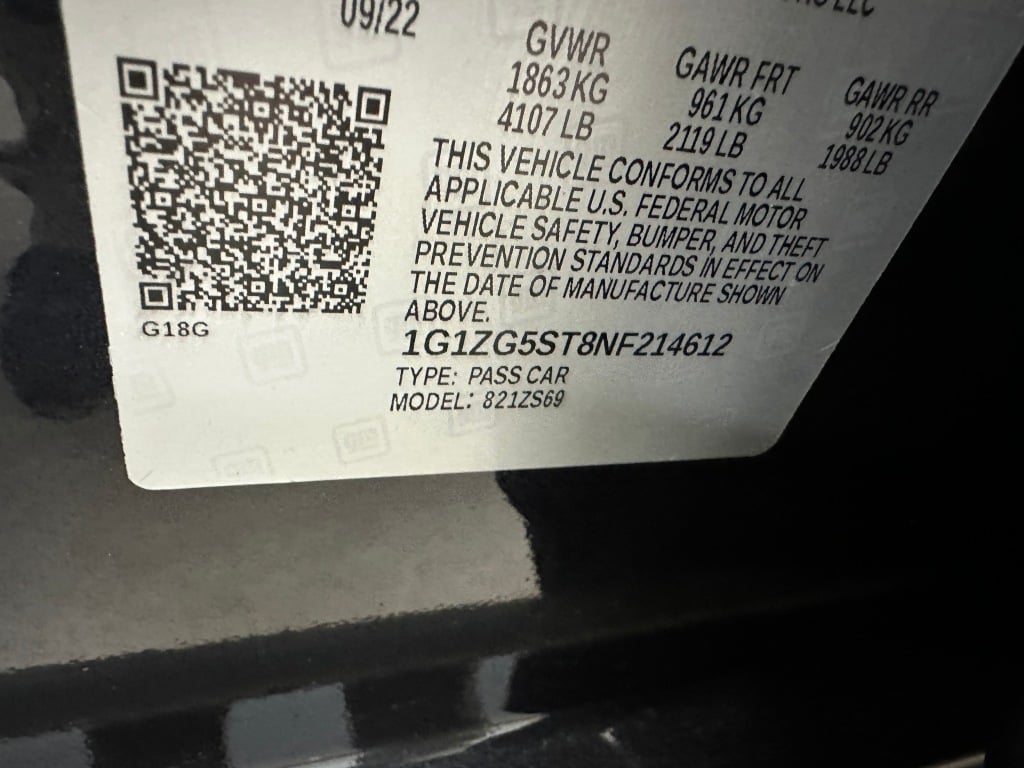 09/22
LLC
GVWR
1863 KG
4107 LB
GAWR FRT
961 KG
2119 LB
GAWR RR
902 KG
1988 LB
THIS VEHICLE CONFORMS TO ALL
APPLICABLE U.S. FEDERAL MOTOR
VEHICLE SAFETY, BUMPER, AND THEFT
PREVENTION STANDARDS IN EFFECT ON
THE DATE OF MANUFACTURE SHOWN
ABOVE.
G18G
1G1ZG5ST8NF214612
TYPE: PASS CAR
MODEL: 821ZS69